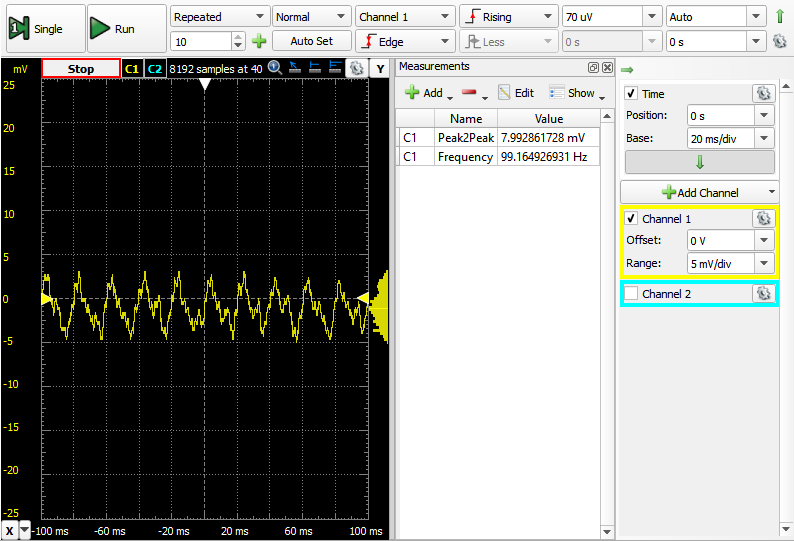 Single
Run
Repeated
Normal
Channel 1
Rising
70 uV
Auto
10
Auto Set
Edge
Less
0 s
0 s
mV
Stop
C1
C2
8192 samples at 40
Y
25
20
15
10
5
0
-5
-10
-15
-20
-25
X
-100 ms
-60 ms
-20 ms
20 ms
60 ms
100 ms
Measurements
Add
Edit
Show
Name
Value
C1
Peak2Peak
7.992861728 mV
C1
Frequency
99.164926931 Hz
Time
Position:
0 s
Base:
20 ms/div
Add Channel
Channel 1
Offset:
0 V
Range:
5 mV/div
Channel 2